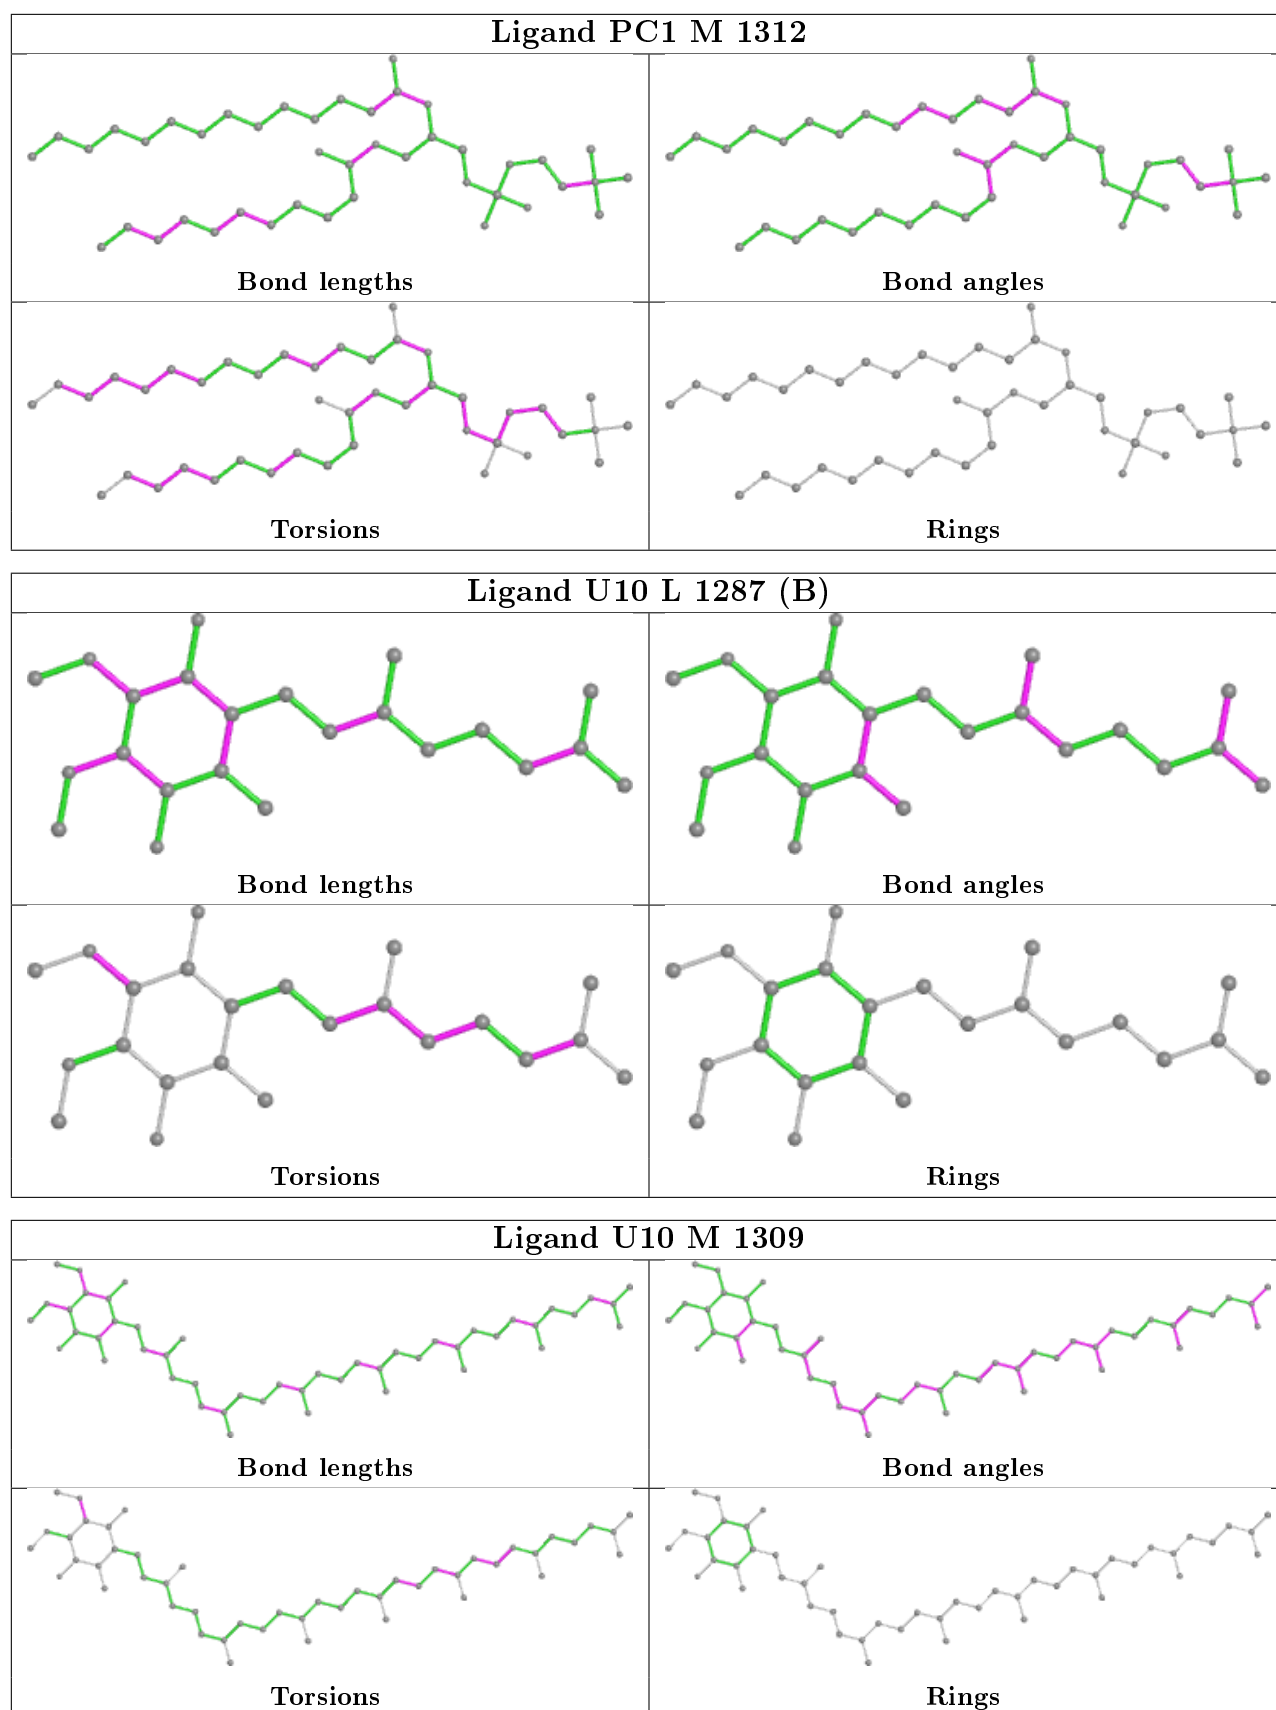 Ligand PC1 M 1312
Bond lengths
Bond angles
Torsions
Rings
Ligand U10 L 1287 (B)
Bond lengths
Bond angles
Torsions
Rings
Ligand U10 M 1309
Bond lengths
Bond angles
Torsions
Rings